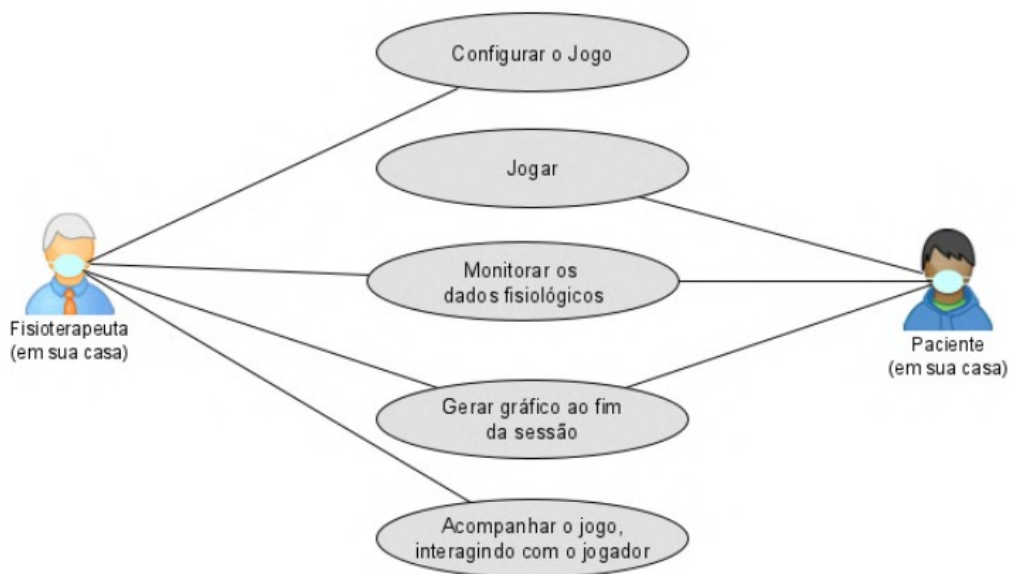 Configurar o Jogo
Jogar
Monitorar os
dados fisiológicos
Fisioterapeuta
(em sua casa)
Paciente
(em sua casa)
Gerar gráfico ao fim
da sessão
Acompanhar o jogo,
interagindo com o jogador